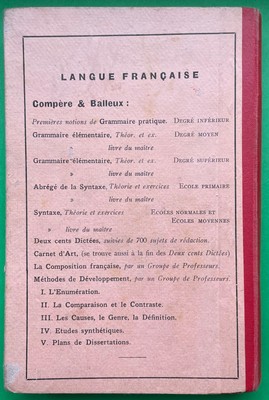 LANGUE FRANÇAISE
Compère & Balleux :
Premières notions de Grammaire pratique. DEGRÉ INFÉRIEUR
Grammaire élémentaire, Théor. et ex. DEGRÉ MOYEN
» livre du maître
Grammaire élémentaire, Théor. et ex. DEGRÉ SUPÉRIEUR
» livre du maître
Abrégé de la Syntaxe, Théorie et exercices ECOLE PRIMAIRE
» livre du maître
Syntaxe, Théorie et exercices ECOLES NORMALES ET
ECOLES MOYENNES
» livre du maître
Deux cents Dictées, suivies de 700 sujets de rédaction.
Carnet d'Art, (se trouve aussi à la fin des Deux cents Dictées)
La Composition française, par un Groupe de Professeurs.
Méthodes de Développement, par un Groupe de Professeurs.
I. L'Enumération.
II. La Comparaison et le Contraste.
III. Les Causes, le Genre, la Définition.
IV. Etudes synthétiques.
V. Plans de Dissertations.